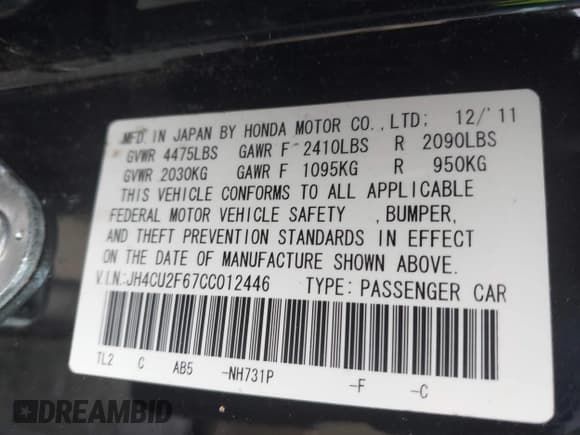 MFD. IN JAPAN BY HONDA MOTOR CO., LTD: 12/'11
GVWR 4475LBS GAWR F 2410LBS R 2090LBS
GVWR 2030KG GAWR F 1095KG R 950KG
THIS VEHICLE CONFORMS TO ALL APPLICABLE
FEDERAL MOTOR VEHICLE SAFETY ,BUMPER,
AND THEFT PREVENTION STANDARDS IN EFFECT
ON THE DATE OF MANUFACTURE SHOWN ABOVE.
V.I.N:JH4CU2F67CC012446 TYPE: PASSENGER CAR
TL2 C AB5 -NH731P -F -C
DREAMBID